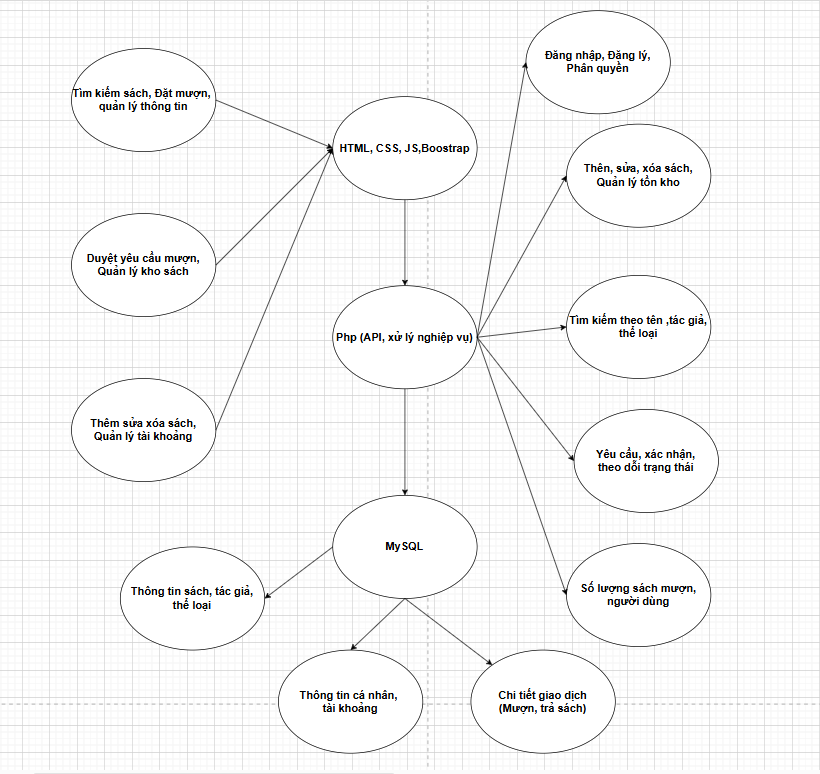 Đăng nhập, Đăng lý,
Phân quyền
Tìm kiếm sách, Đặt mượn,
quản lý thông tin
HTML, CSS, JS,Boostrap
Thên, sửa, xóa sách,
Quản lý tồn kho
Duyệt yêu cầu mượn,
Quản lý kho sách
Php (API, xử lý nghiệp vụ)
Tìm kiếm theo tên ,tác giả,
thể loại
Thêm sửa xóa sách,
Quản lý tài khoảng
Yêu cầu, xác nhận,
theo dỗi trạng thái
MySQL
Thông tin sách, tác giả,
thể loại
Số lượng sách mượn,
người dùng
Thông tin cá nhân,
tài khoảng
Chi tiết giao dịch
(Mượn, trả sách)